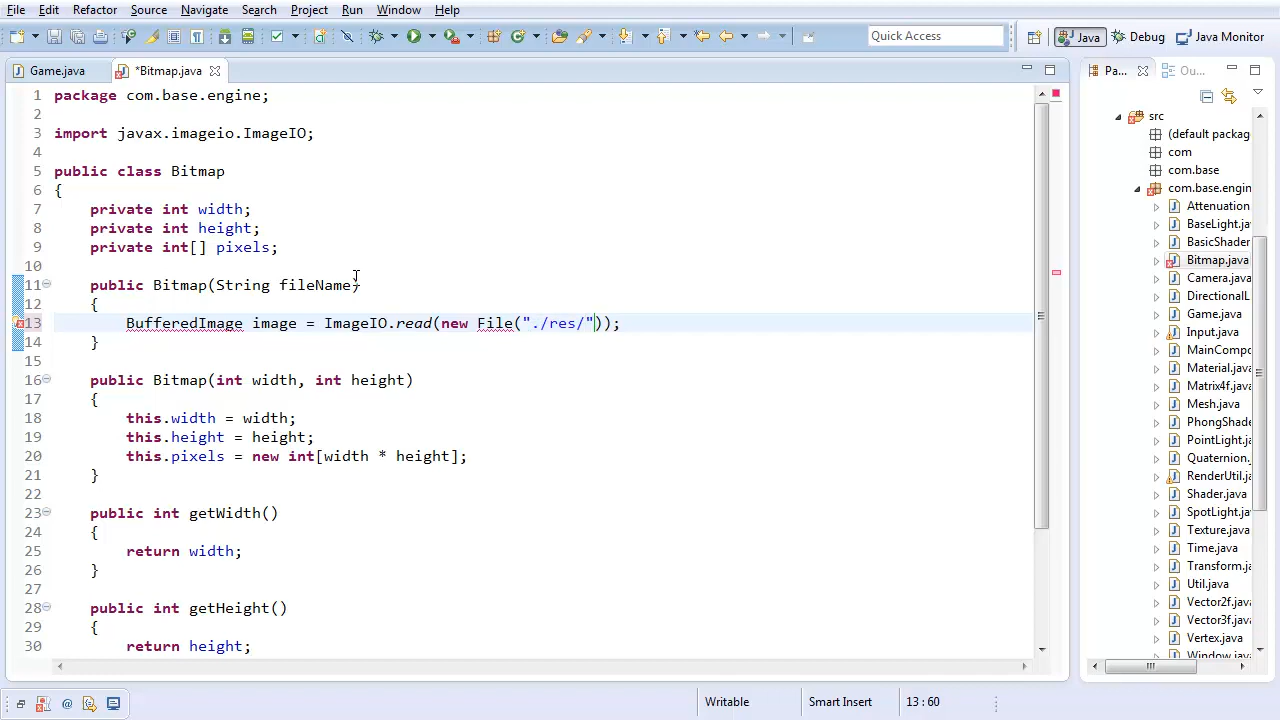 File Edit Refactor Source Navigate Search Project Run Window Help
Quick Access
Java Debug Java Monitor
Game.java *Bitmap.java
Pa... Ou...
1 package com.base.engine;
2
3 import javax.imageio.ImageIO;
4
5 public class Bitmap
6 {
7 private int width;
8 private int height;
9 private int[] pixels;
10
11 public Bitmap(String fileName)
12 {
13 BufferedImage image = ImageIO.read(new File("./res/"));
14 }
15
16 public Bitmap(int width, int height)
17 {
18 this.width = width;
19 this.height = height;
20 this.pixels = new int[width * height];
21 }
22
23 public int getWidth()
24 {
25 return width;
26 }
27
28 public int getHeight()
29 {
30 return height;
src
(default packag
com
com.base
com.base.engin
Attenuation
BaseLight.ja
BasicShader
Bitmap.java
Camera.java
DirectionalL
Game.java
Input.java
MainCompo
Material.java
Matrix4f.java
Mesh.java
PhongShade
PointLight.ja
Quaternion.
RenderUtil.ja
Shader.java
SpotLight.ja
Texture.java
Time.java
Transform.ja
Util.java
Vector2f.java
Vector3f.java
Vertex.java
Window.java
Writable Smart Insert 13 : 60